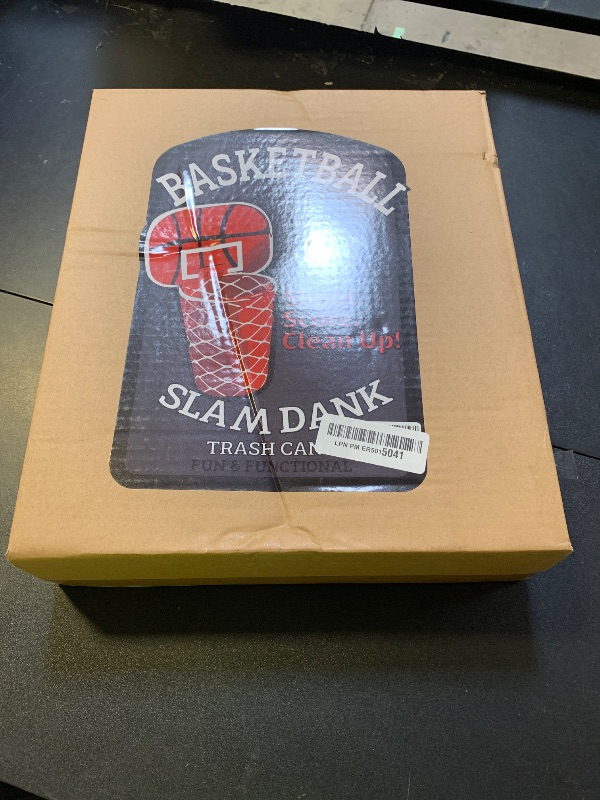 BASKETBALL
Clean Up!
SLAM DANK
TRASH CAN
FUN & FUNCTIONAL
LPN PM ER5015041